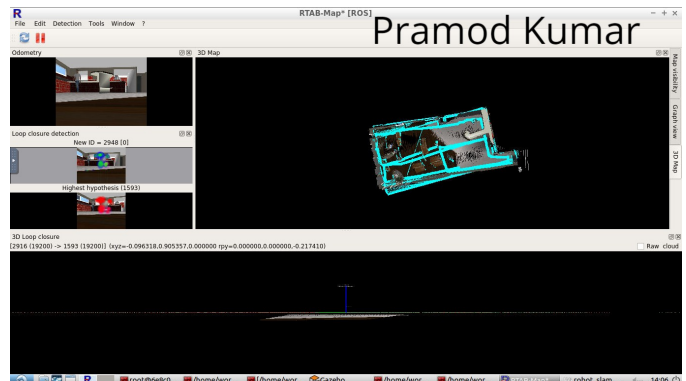 R
RTAB-Map* [ROS]
Pramod Kumar
File Edit Detection Tools Window ?
Odometry
3D Map
Map visibility
Graph view
3D Map
Loop closure detection
New ID = 2948 [0]
Highest hypothesis (1593)
3D Loop closure
[2916 (19200) -> 1593 (19200)] (xyz=-0.096318,0.905357,0.000000 rpy=0.000000,0.000000,-0.217410)
Raw cloud
R
14:06